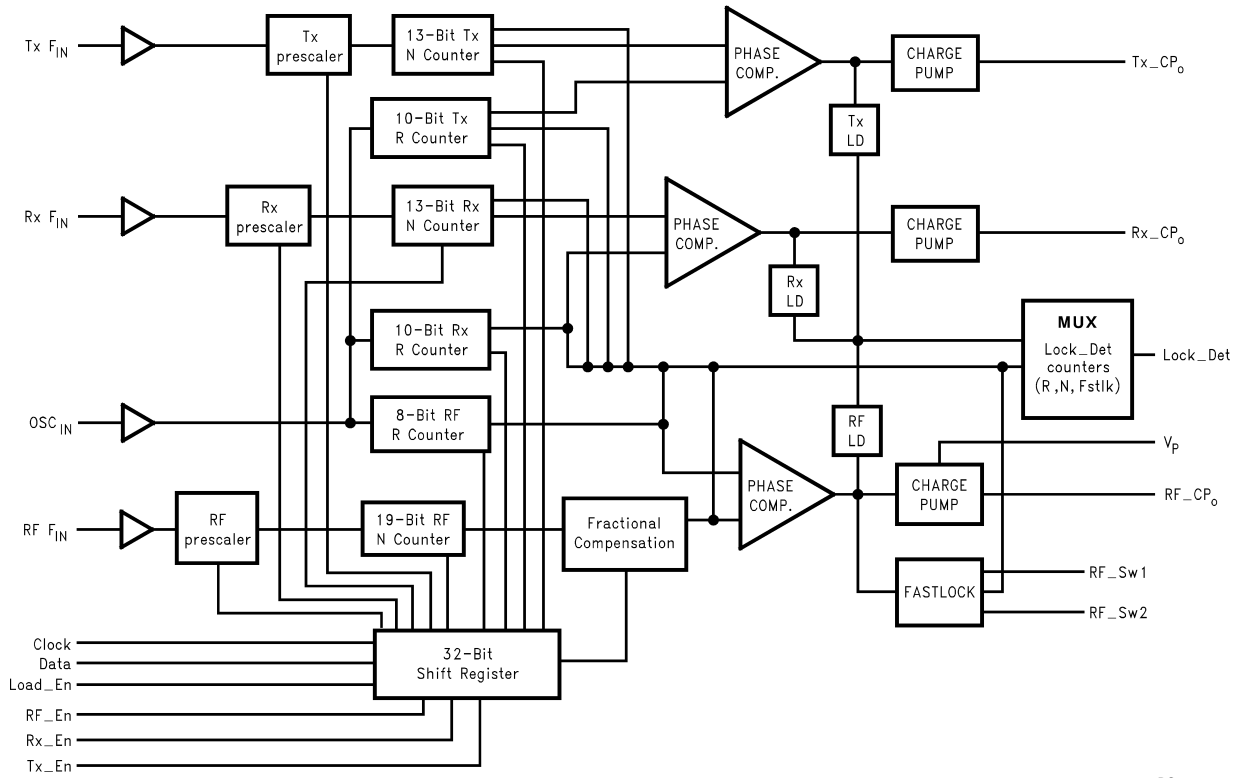 Tx F_IN
Tx
prescaler
13-Bit Tx
N Counter
PHASE
COMP.
CHARGE
PUMP
Tx_CP_o
10-Bit Tx
R Counter
Tx
LD
Rx F_IN
Rx
prescaler
13-Bit Rx
N Counter
PHASE
COMP.
CHARGE
PUMP
Rx_CP_o
Rx
LD
10-Bit Rx
R Counter
MUX
Lock_Det
counters
(R,N,Fstlk)
Lock_Det
OSC_IN
8-Bit RF
R Counter
RF
LD
V_P
PHASE
COMP.
CHARGE
PUMP
RF_CP_o
RF F_IN
RF
prescaler
19-Bit RF
N Counter
Fractional
Compensation
FASTLOCK
RF_Sw1
RF_Sw2
Clock
Data
Load_En
RF_En
Rx_En
Tx_En
32-Bit
Shift Register